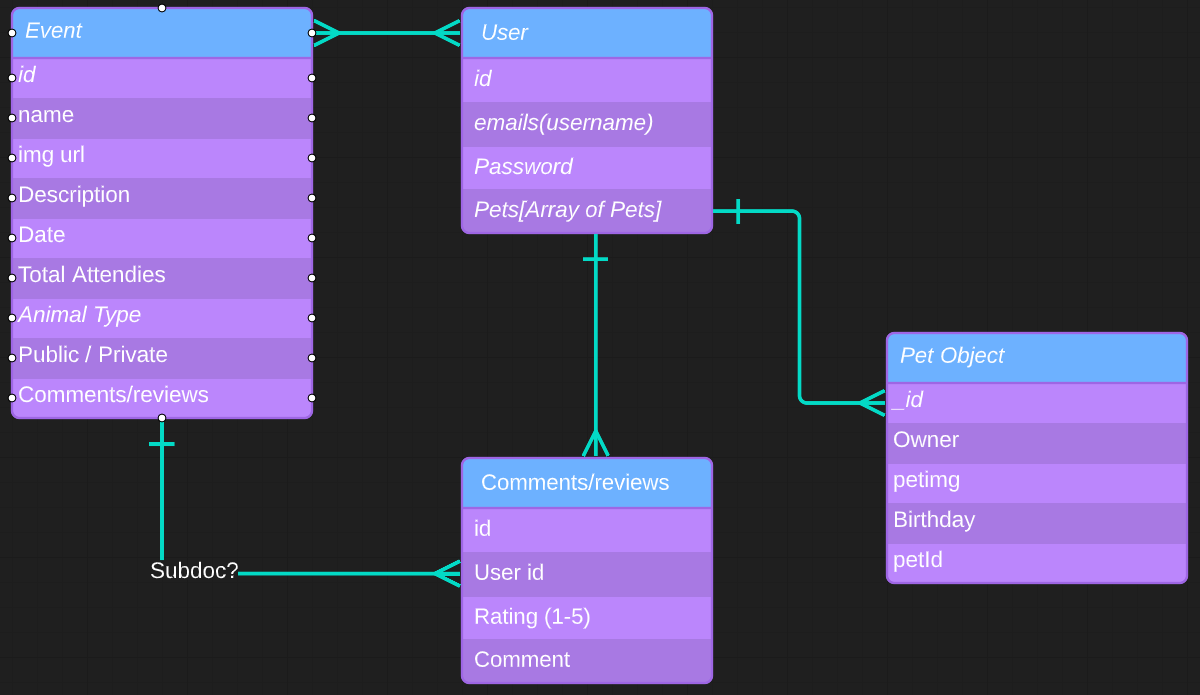 Event
id
name
img url
Description
Date
Total Attendies
Animal Type
Public / Private
Comments/reviews
User
id
emails(username)
Password
Pets[Array of Pets]
Pet Object
_id
Owner
petimg
Birthday
petId
Comments/reviews
id
User id
Rating (1-5)
Comment
Subdoc?